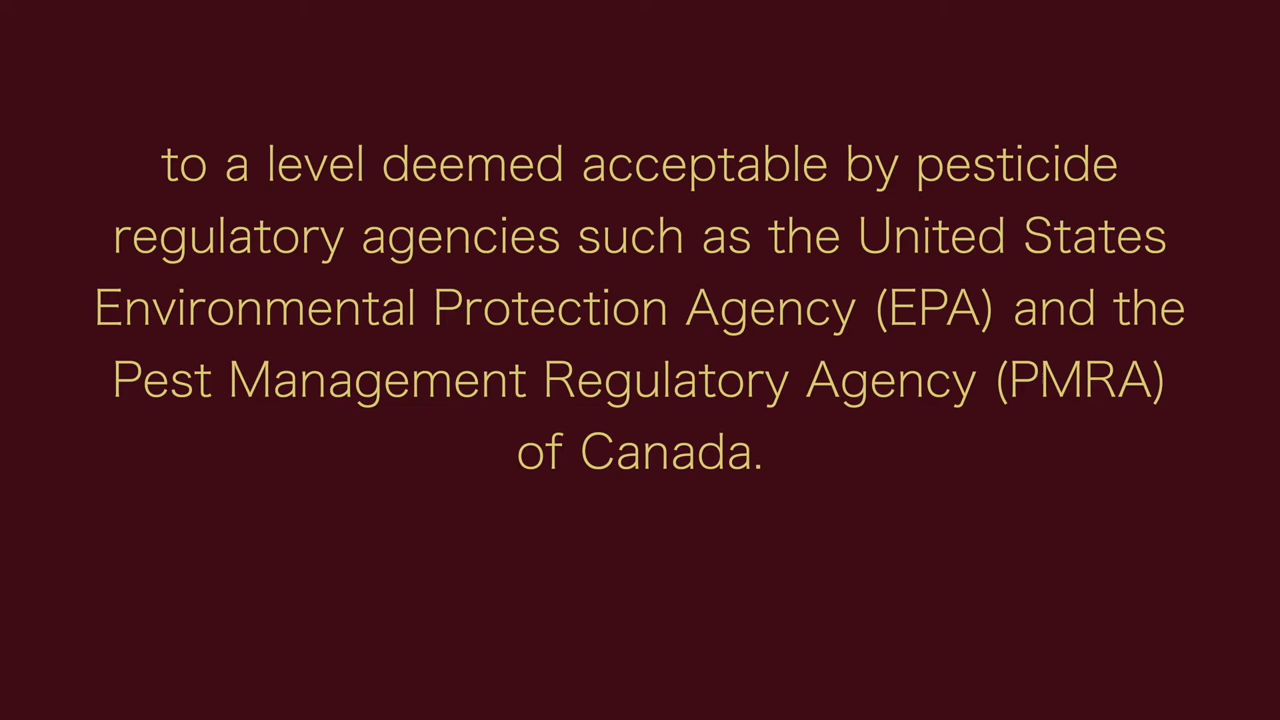 to a level deemed acceptable by pesticide
regulatory agencies such as the United States
Environmental Protection Agency (EPA) and the
Pest Management Regulatory Agency (PMRA)
of Canada.